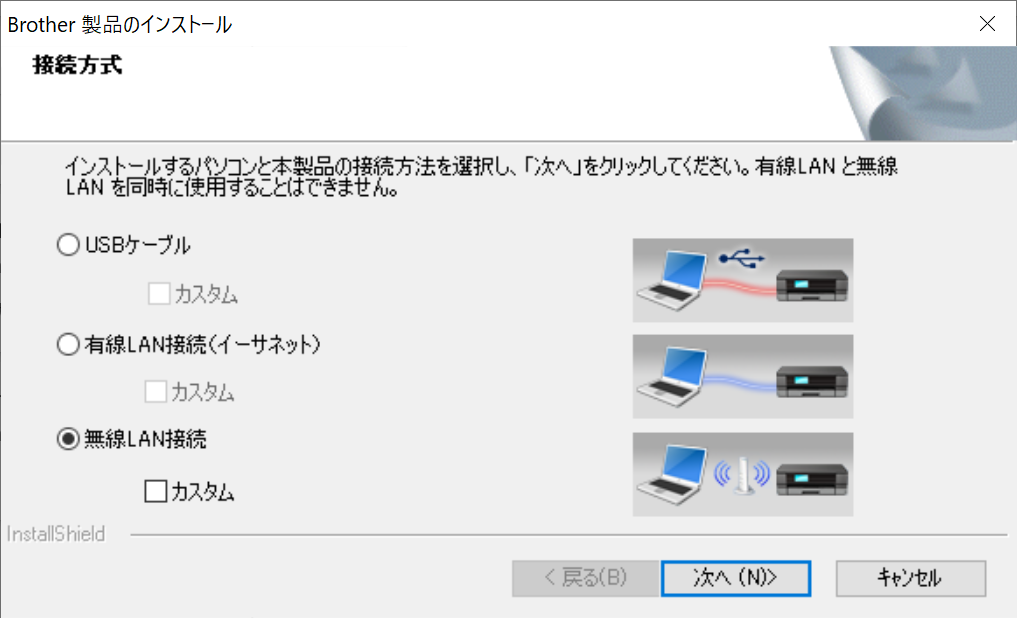 Brother 製品のインストール
接続方式
インストールするパソコンと本製品の接続方法を選択し、「次へ」をクリックしてください。有線LAN と無線
LAN を同時に使用することはできません。
USBケーブル
カスタム
有線LAN接続(イーサネット)
カスタム
無線LAN接続
カスタム
InstallShield
< 戻る(B)
次へ (N)>
キャンセル